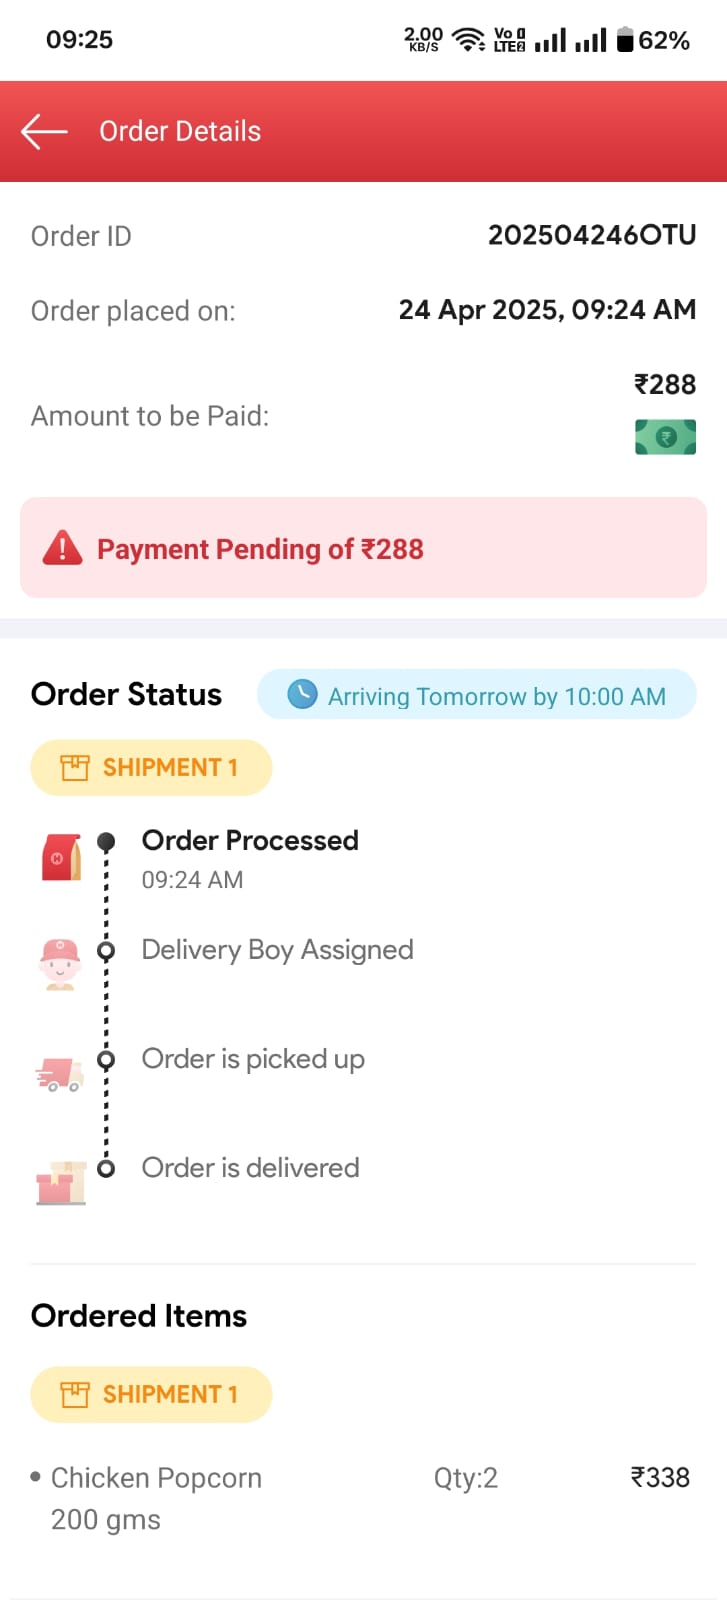 09:25
2.00 KB/S Vo LTE2 62%
Order Details
Order ID 202504246OTU
Order placed on: 24 Apr 2025, 09:24 AM
₹288
Amount to be Paid:
₹
! Payment Pending of ₹288
Order Status Arriving Tomorrow by 10:00 AM
SHIPMENT 1
Order Processed
09:24 AM
Delivery Boy Assigned
Order is picked up
Order is delivered
Ordered Items
SHIPMENT 1
• Chicken Popcorn Qty:2 ₹338
200 gms